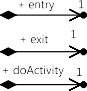 + entry 1
+ exit 1
+ doActivity 1